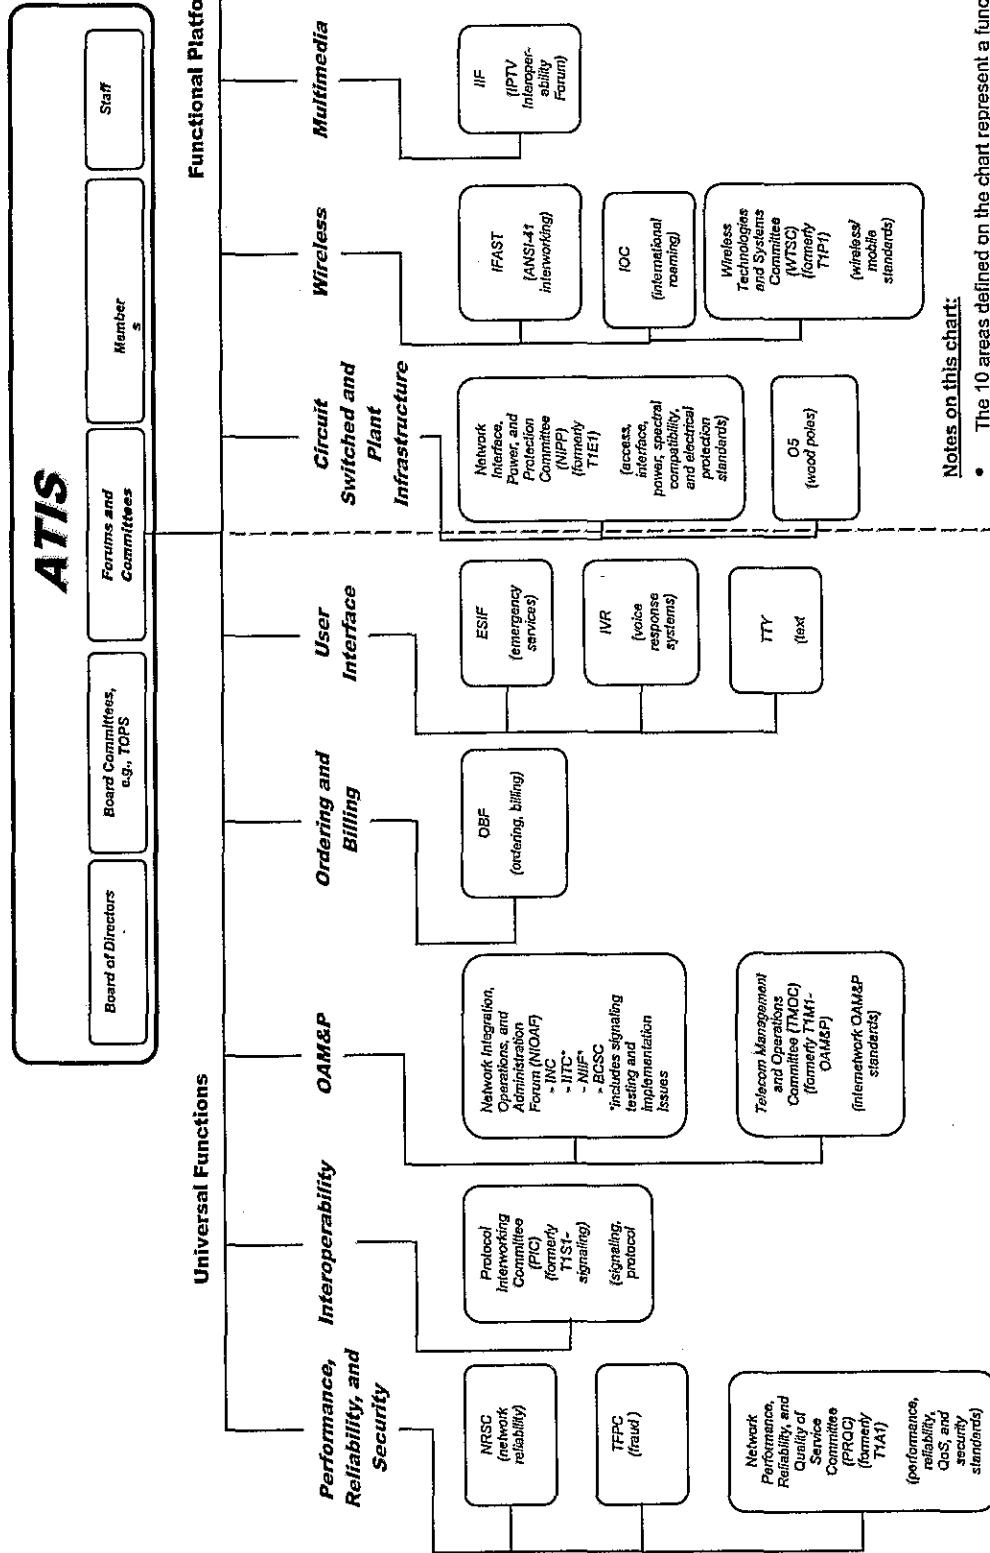 ATIS
Board of Directors
Board Committees,
e.g., TOPS
Forums and
Committees
Member
s
Staff
Universal Functions
Functional Platfo
Performance,
Reliability, and
Security
NRSC
(network
reliability)
TFPC
(fraud )
Network
Performance,
Reliability, and
Quality of
Service
Committee
(PRQC)
(formerly
T1A1)
(performance,
reliability,
QoS, and
security
standards)
Interoperability
Protocol
Interworking
Committee
(PIC)
(formerly
T1S1-
signaling)
(signaling,
protocol
OAM&P
Network Integration,
Operations, and
Administration
Forum (NIOAF)
- INC
- IITC*
- NIIF*
- BCSC
*includes signaling
testing and
implementation
issues
Telecom Management
and Operations
Committee (TMOC)
(formerly T1M1-
OAM&P)
(internetwork OAM&P
standards)
Ordering and
Billing
OBF
(ordering, billing)
User
Interface
ESIF
(emergency
services)
IVR
(voice
response
systems)
TTY
(text
Circuit
Switched and
Plant
Infrastructure
Network
Interface,
Power, and
Protection
Committee
(NIPP)
(formerly
T1E1)
(access,
interface,
power, spectral
compatibility,
and electrical
protection
standards)
O5
(wood poles)
Wireless
IFAST
(ANSI-41
interworking)
IOC
(international
roaming)
Wireless
Technologies
and Systems
Committee
(WTSC)
(formerly
T1P1)
(wireless/
mobile
standards)
Multimedia
IIF
(IPTV
Interoper-
ability
Forum)
Notes on this chart:
• The 10 areas defined on the chart represent a func